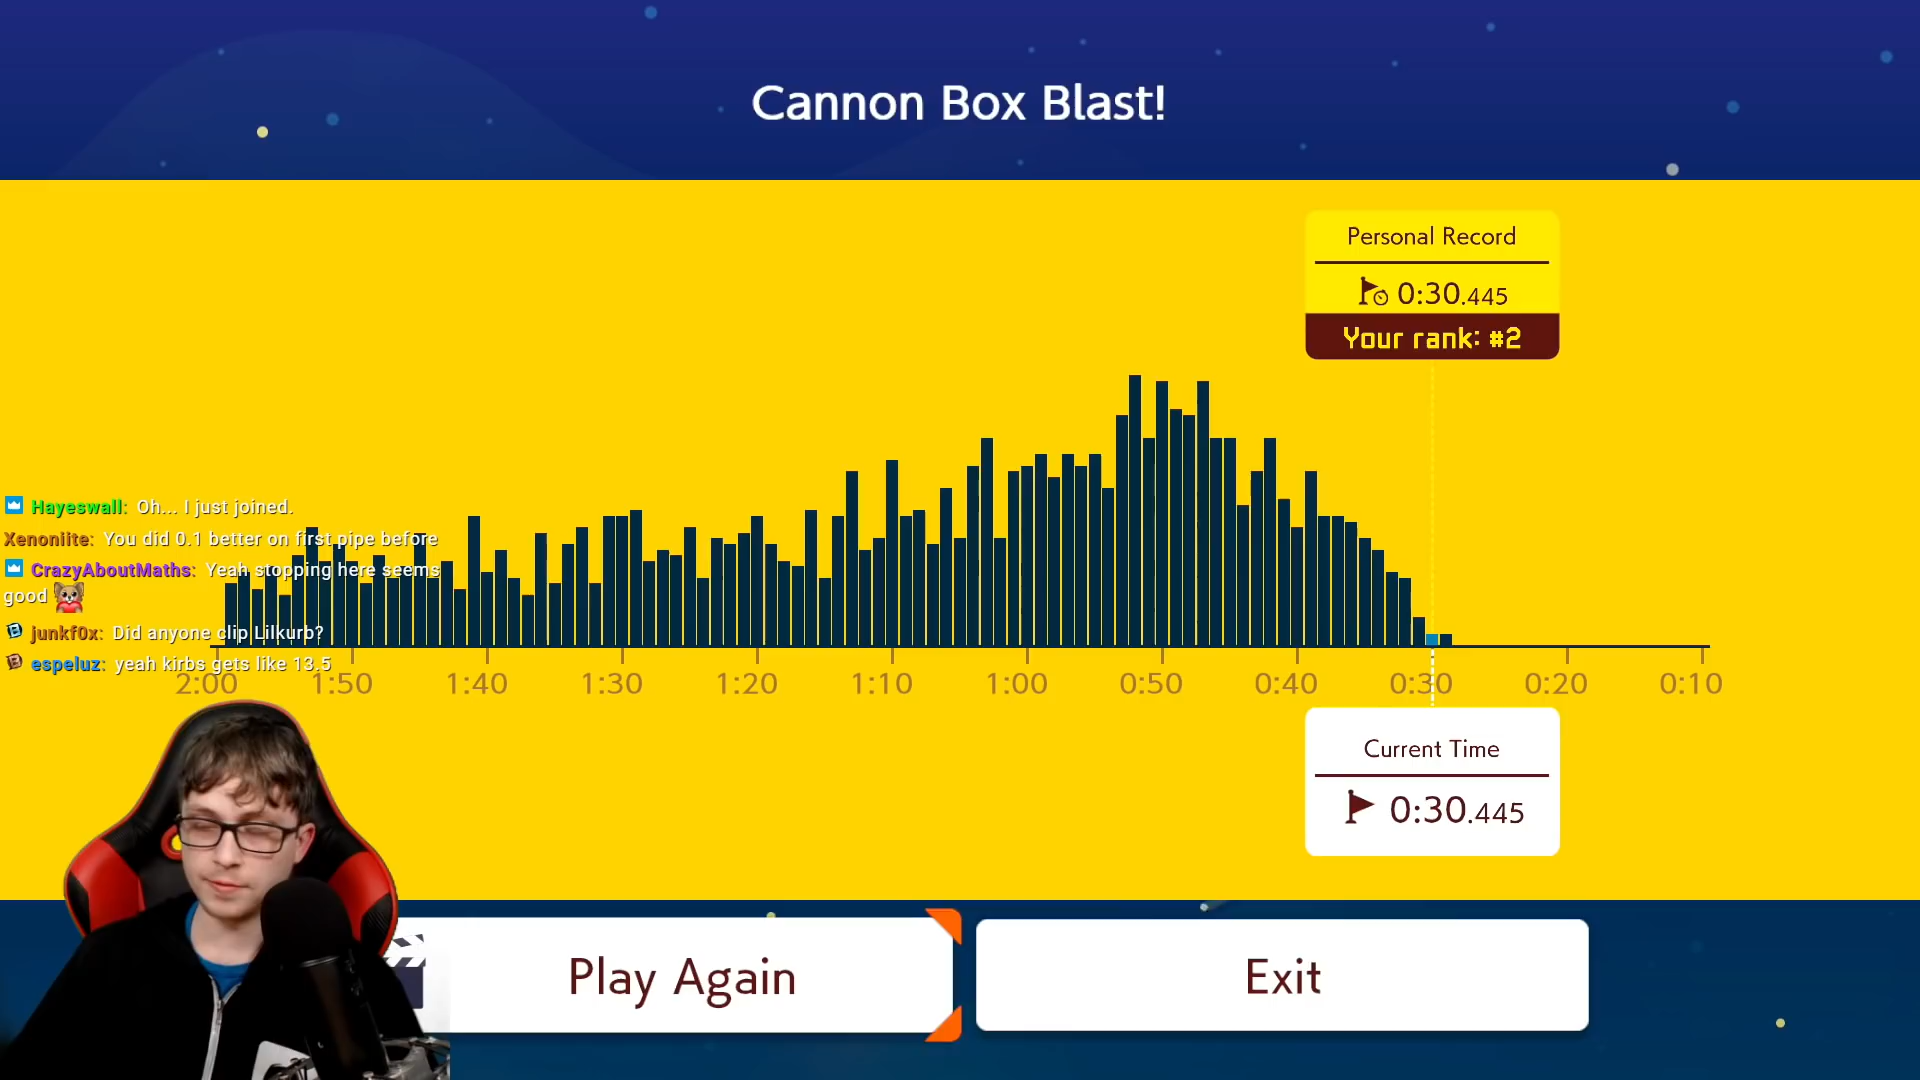 Cannon Box Blast!
Personal Record
0:30.445
Your rank: #2
Hayeswall: Oh... I just joined.
Xenoniite: You did 0.1 better on first pipe before
CrazyAboutMaths: Yeah stopping here seems
good
junkf0x: Did anyone clip Lilkurb?
espeluz: yeah kirbs gets like 13.5
2:00 1:50 1:40 1:30 1:20 1:10 1:00 0:50 0:40 0:30 0:20 0:10
Current Time
0:30.445
Play Again
Exit